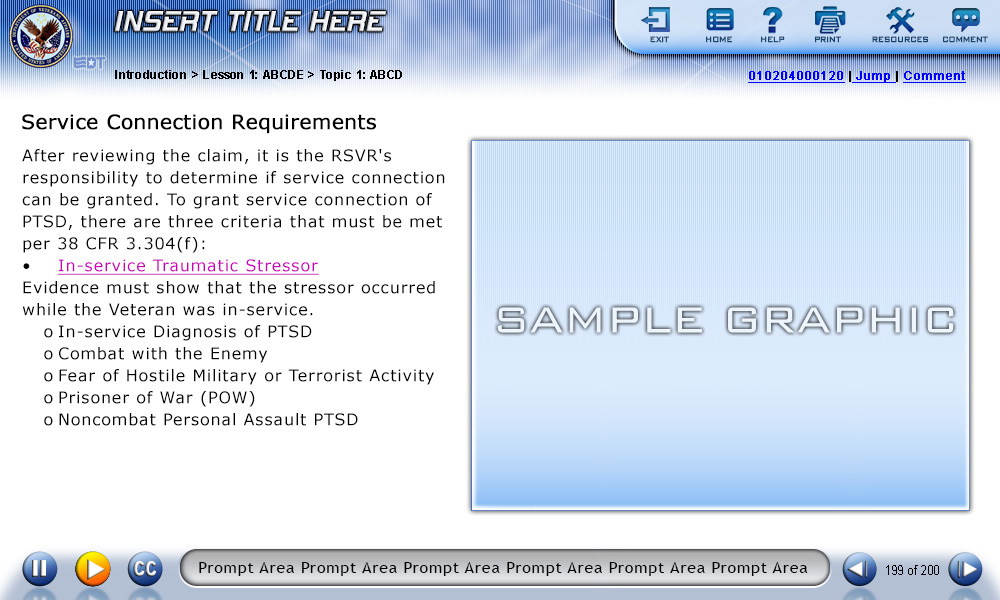 INSERT TITLE HERE
EXIT HOME HELP PRINT RESOURCES COMMENT
EDT
Introduction > Lesson 1: ABCDE > Topic 1: ABCD
010204000120 | Jump | Comment
Service Connection Requirements
After reviewing the claim, it is the RSVR's
responsibility to determine if service connection
can be granted. To grant service connection of
PTSD, there are three criteria that must be met
per 38 CFR 3.304(f):
• In-service Traumatic Stressor
Evidence must show that the stressor occurred
while the Veteran was in-service.
o In-service Diagnosis of PTSD
o Combat with the Enemy
o Fear of Hostile Military or Terrorist Activity
o Prisoner of War (POW)
o Noncombat Personal Assault PTSD
SAMPLE GRAPHIC
CC
Prompt Area Prompt Area Prompt Area Prompt Area Prompt Area Prompt Area
199 of 200